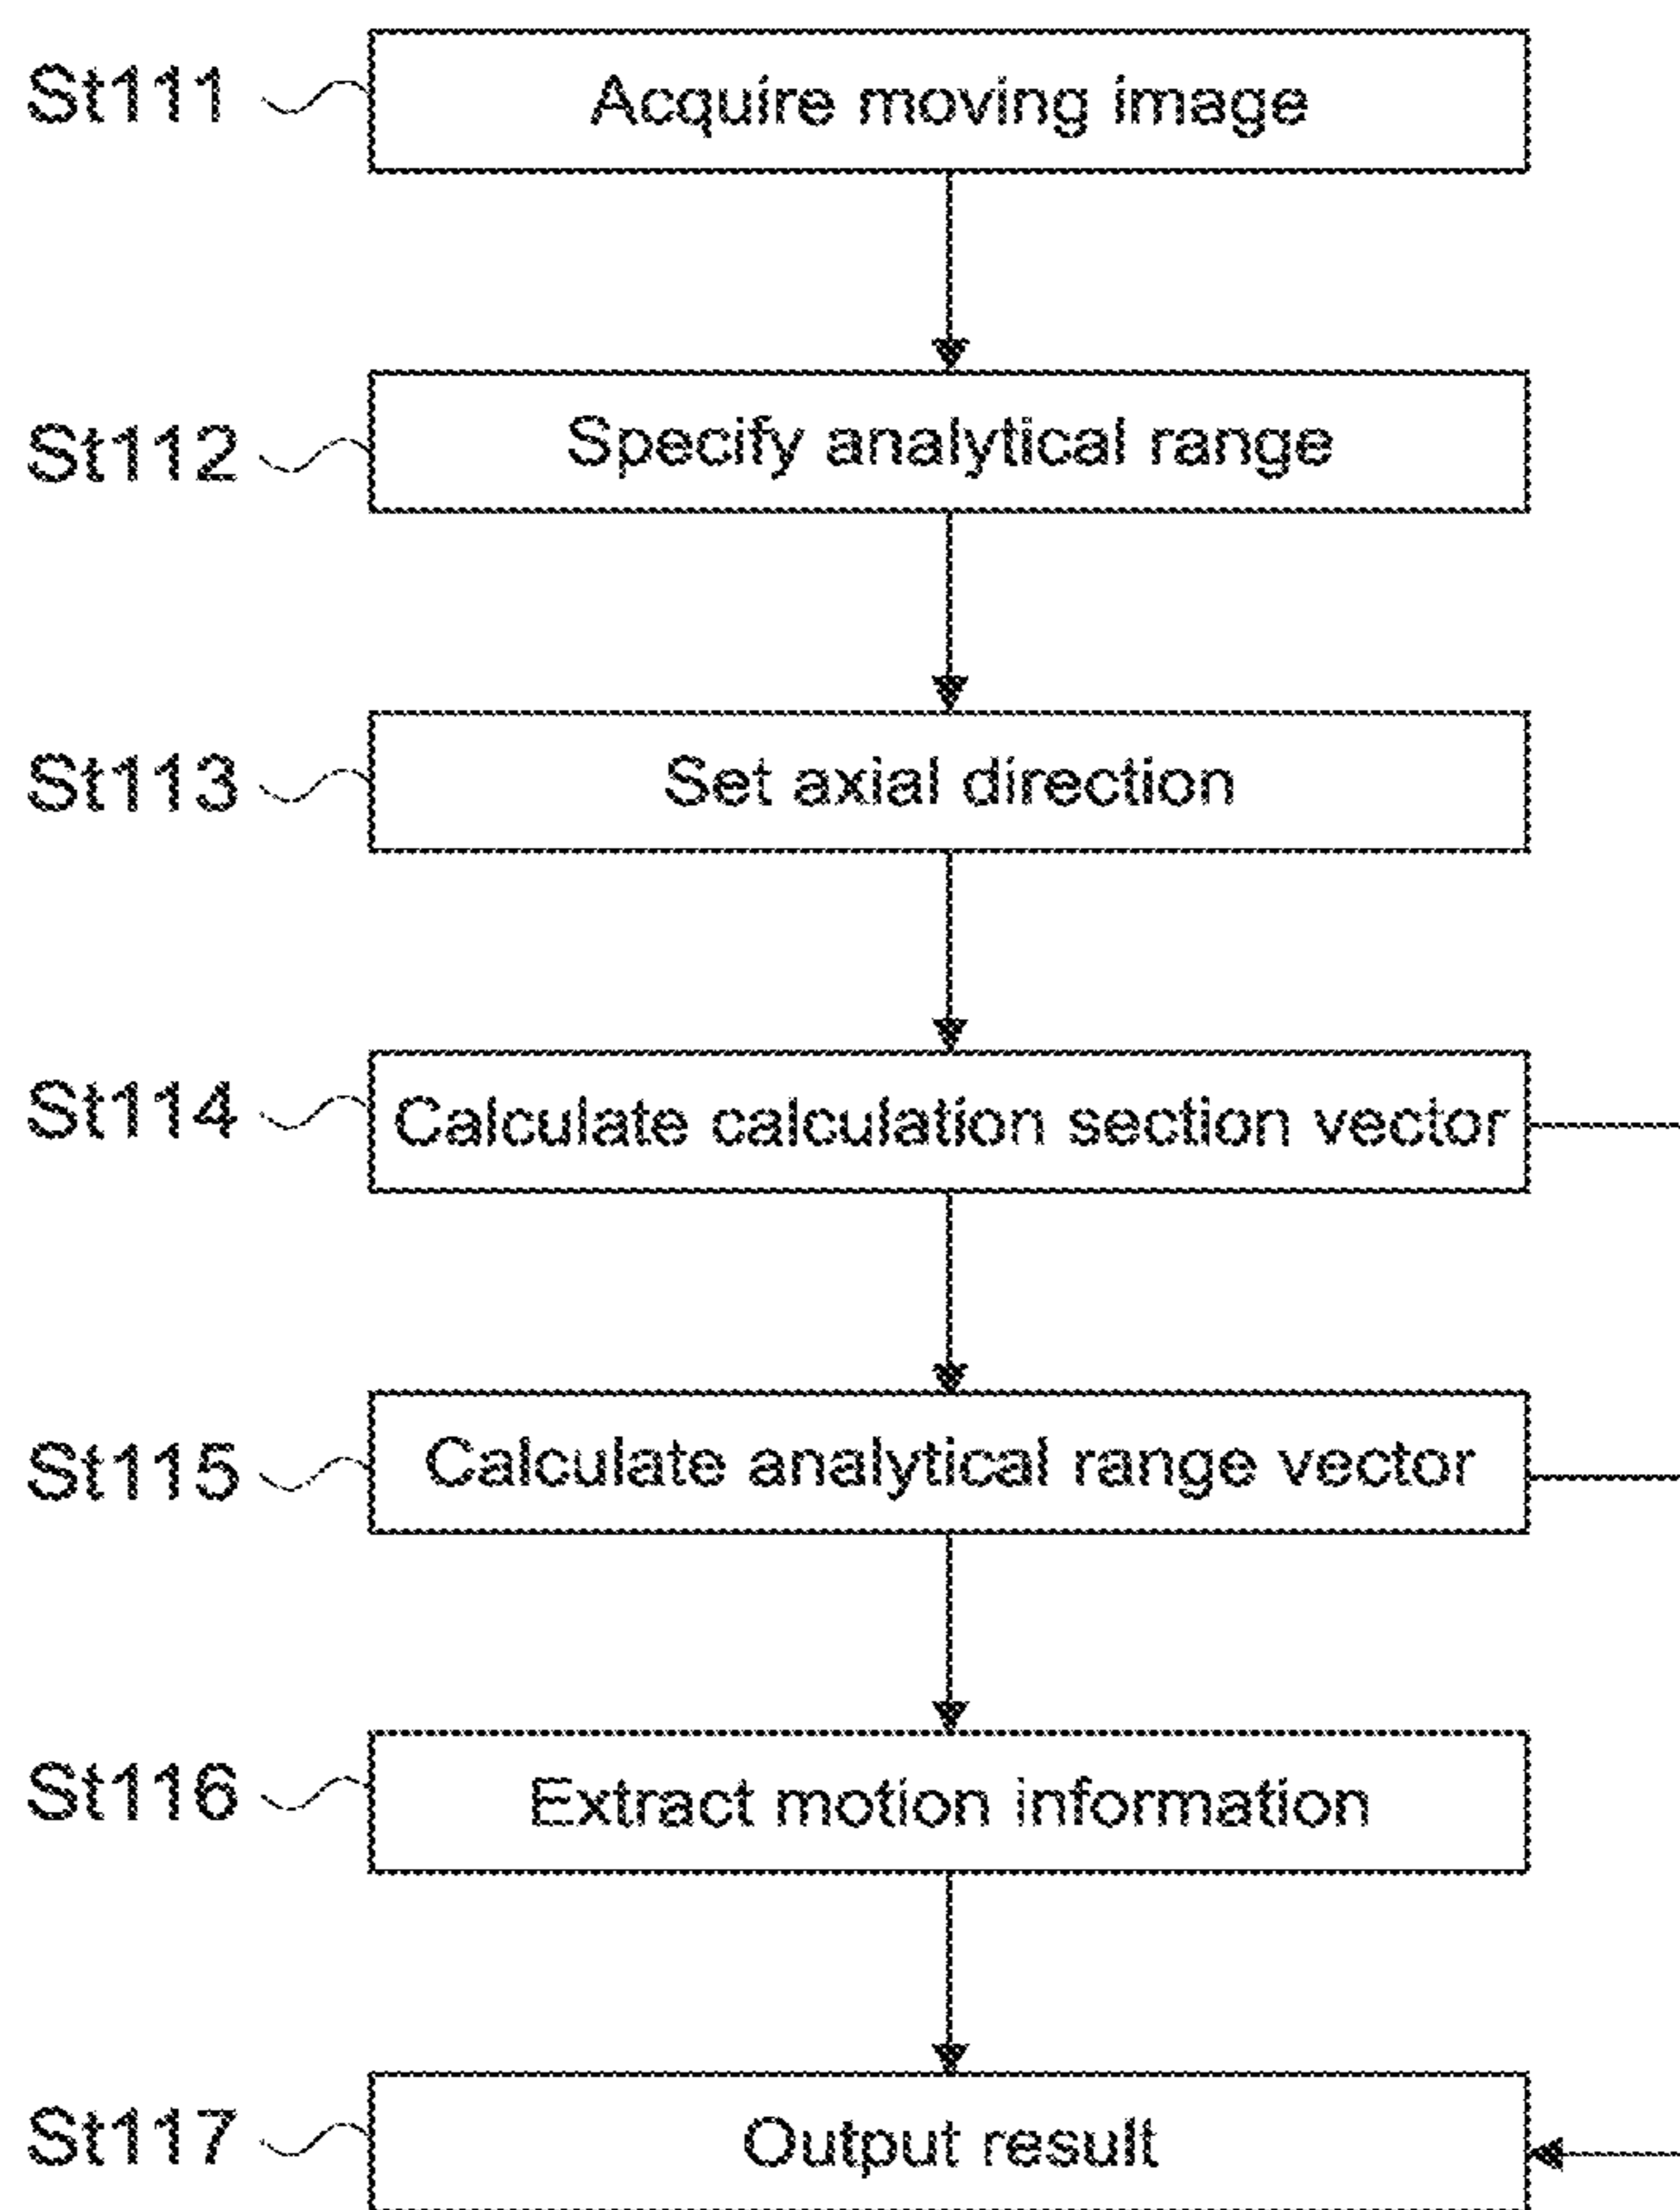 St111 Acquire moving image
St112 Specify analytical range
St113 Set axial direction
St114 Calculate calculation section vector
St115 Calculate analytical range vector
St116 Extract motion information
St117 Output result